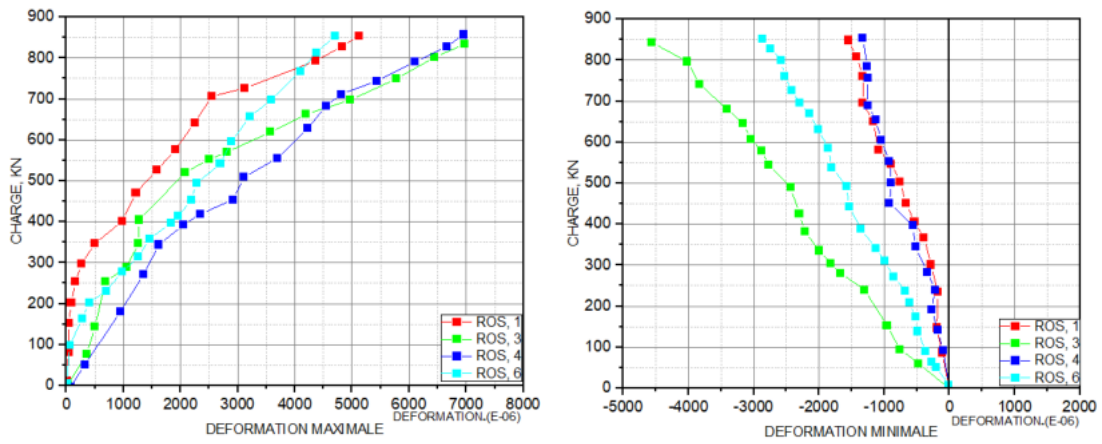 900
800
700
600
500
400
300
200
100
0
CHARGE, KN
ROS, 1
ROS, 3
ROS, 4
ROS, 6
0 1000 2000 3000 4000 5000 6000 7000 8000
DEFORMATION.(E-06)
DEFORMATION MAXIMALE
900
800
700
600
500
400
300
200
100
0
CHARGE, KN
ROS, 1
ROS, 3
ROS, 4
ROS, 6
-5000 -4000 -3000 -2000 -1000 0 1000 2000
DEFORMATION.(E-06)
DEFORMATION MINIMALE